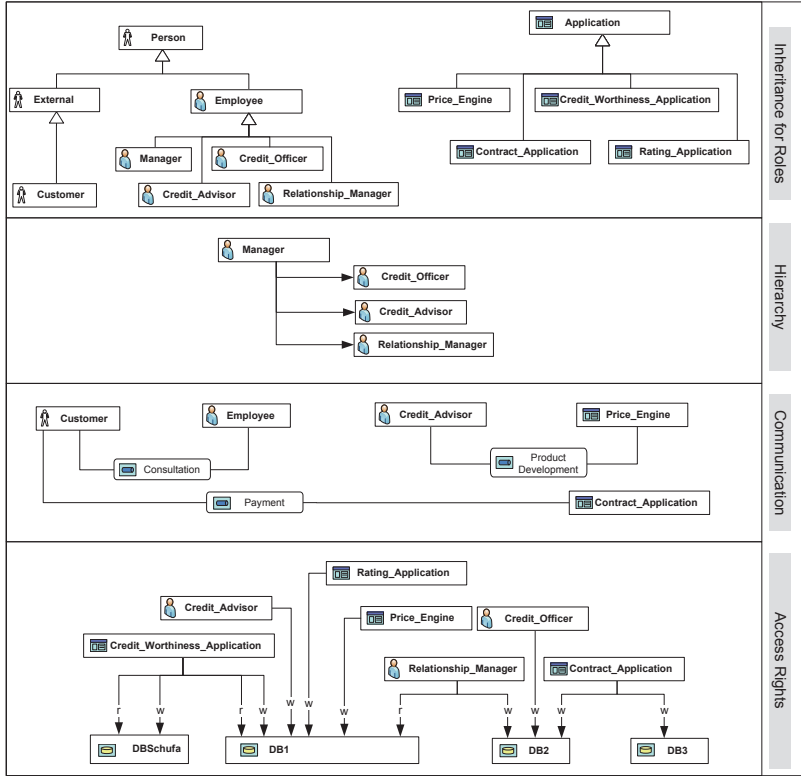 Person
Application
Inheritance for Roles
External
Employee
Price_Engine
Credit_Worthiness_Application
Manager
Credit_Officer
Contract_Application
Rating_Application
Customer
Credit_Advisor
Relationship_Manager
Manager
Hierarchy
Credit_Officer
Credit_Advisor
Relationship_Manager
Customer
Employee
Credit_Advisor
Price_Engine
Communication
Consultation
Product
Development
Payment
Contract_Application
Rating_Application
Access Rights
Credit_Advisor
Price_Engine
Credit_Officer
Credit_Worthiness_Application
Relationship_Manager
Contract_Application
r
w
r
w
w
w
w
r
w
w
w
w
DBSchufa
DB1
DB2
DB3